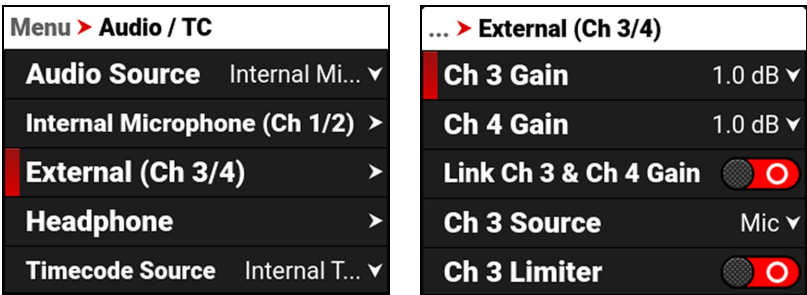 Menu > Audio / TC
Audio Source Internal Mi...
Internal Microphone (Ch 1/2) >
External (Ch 3/4) >
Headphone >
Timecode Source Internal T...
... > External (Ch 3/4)
Ch 3 Gain 1.0 dB
Ch 4 Gain 1.0 dB
Link Ch 3 & Ch 4 Gain
Ch 3 Source Mic
Ch 3 Limiter